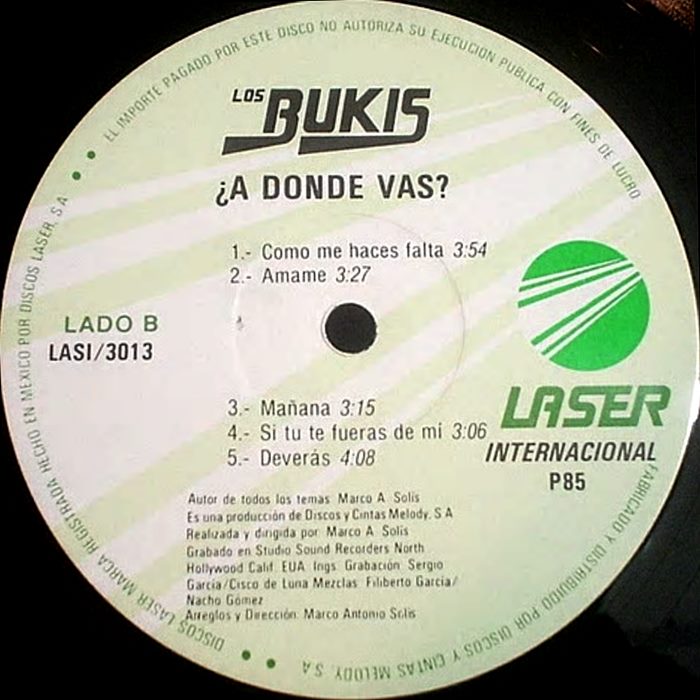 EL IMPORTE PAGADO POR ESTE DISCO NO AUTORIZA SU EJECUCION PUBLICA CON FINES DE LUCRO
LOS
BUKIS
¿A DONDE VAS?
1.- Como me haces falta 3:54
2.- Amame 3:27
LADO B
LASI/3013
3.- Mañana 3:15
4.- Si tu te fueras de mi 3:06
5.- Deverás 4:08
LASER
INTERNACIONAL
P85
Autor de todos los temas Marco A. Solís
Es una producción de Discos y Cintas Melody, S.A
Realizada y dirigida por Marco A Solís
Grabado en Studio Sound Recorders North
Hollywood Calif. EUA. Ings. Grabación Sergio
García/Cisco de Luna Mezclas Filiberto García/
Nacho Gómez
Arreglos y Dirección Marco Antonio Solís
DISCOS LASER MARCA REGISTRADA HECHO EN MEXICO POR DISCOS LASER, S.A
FABRICADO Y DISTRIBUIDO POR DISCOS Y CINTAS MELODY, S.A